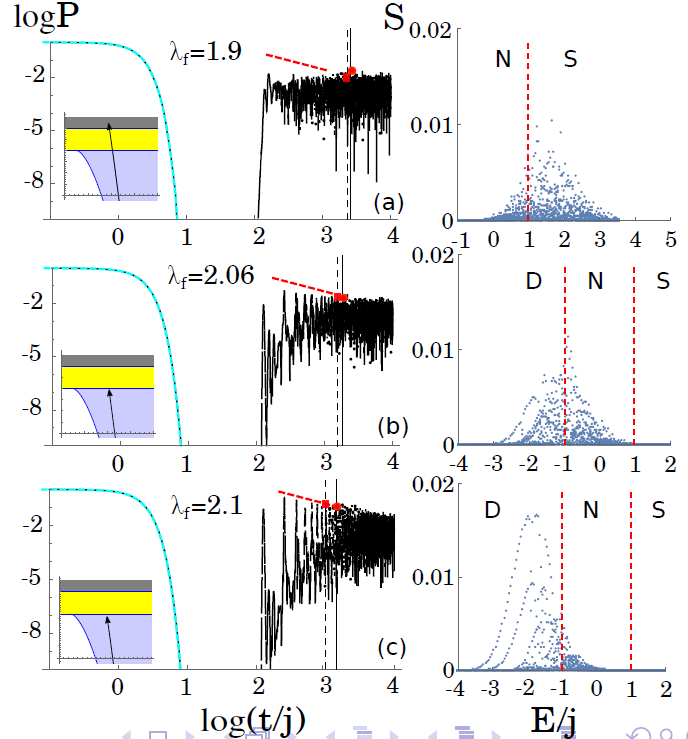 logP
S
λf=1.9
-2
-5
-8
(a)
0 1 2 3 4
0.02
0.01
0
N S
-1 0 1 2 3 4 5
λf=2.06
-2
-5
-8
(b)
0 1 2 3 4
0.02
0.01
0
D N S
-4 -3 -2 -1 0 1 2
λf=2.1
-2
-5
-8
(c)
0 1 2 3 4
0.02
0.01
0
D N S
-4 -3 -2 -1 0 1 2
log(t/j)
E/j